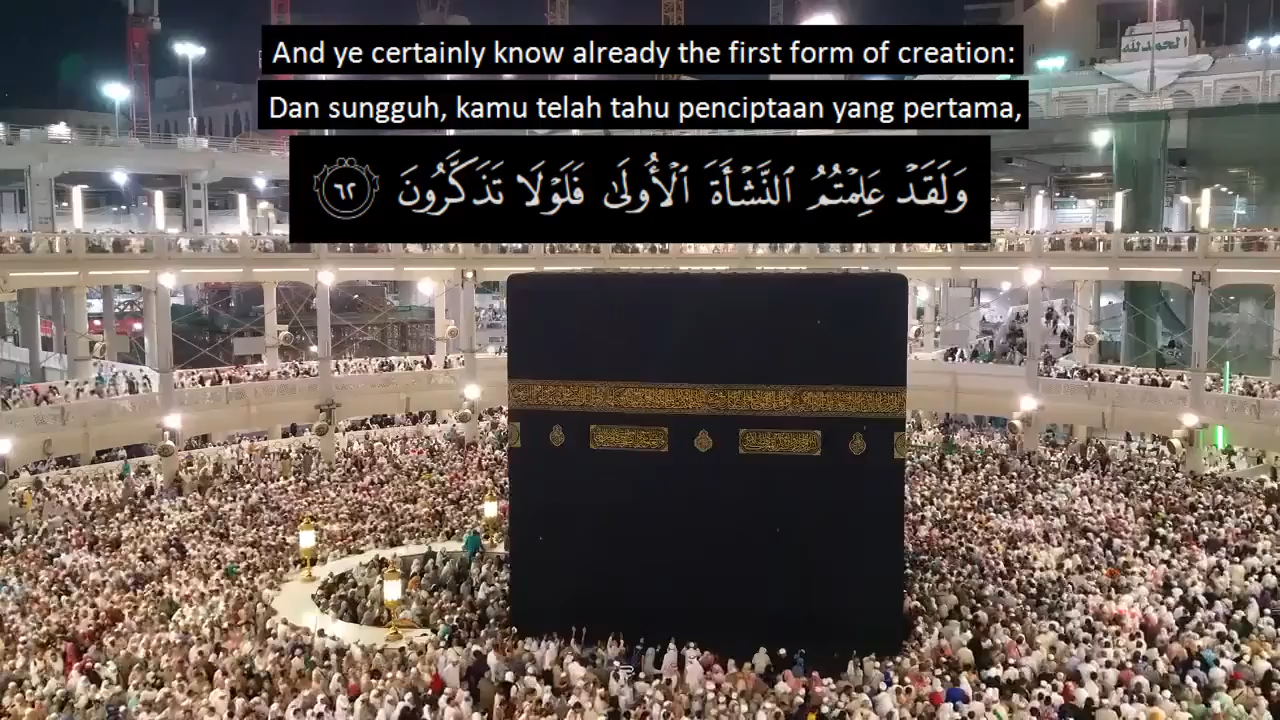 And ye certainly know already the first form of creation:
Dan sungguh, kamu telah tahu penciptaan yang pertama,
وَلَقَدْ عَلِمْتُمُ ٱلنَّشْأَةَ ٱلْأُولَىٰ فَلَوْلَا تَذَكَّرُونَ ٦٢
الحمدلله